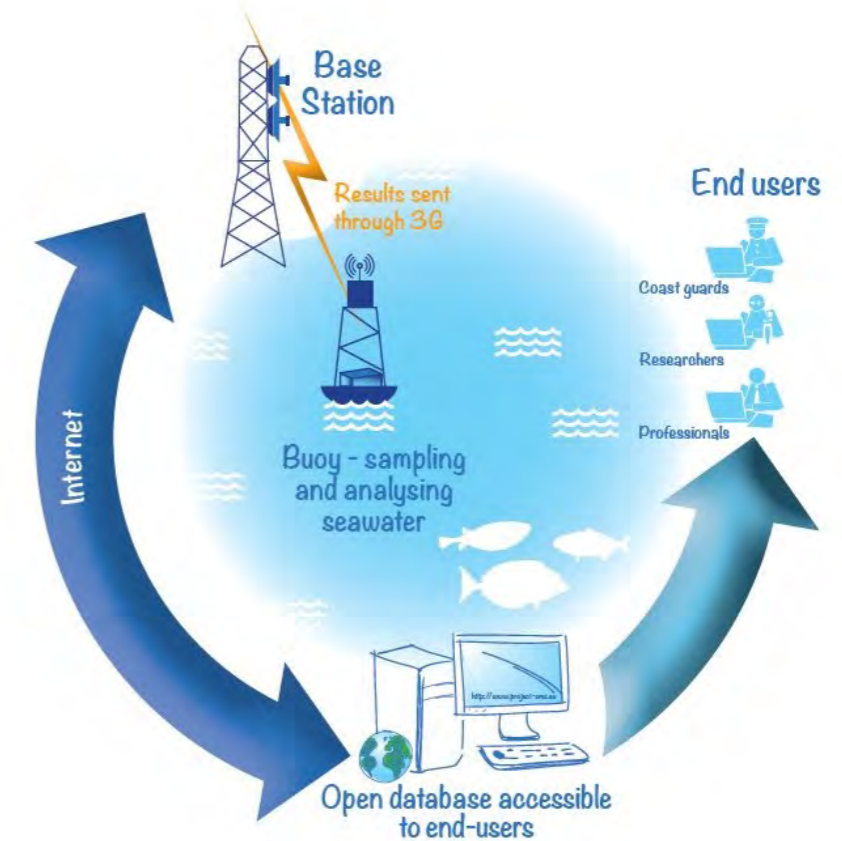 Base
Station
Results sent
through 3G
End users
Coast guards
Researchers
Professionals
Internet
Buoy - sampling
and analysing
seawater
Open database accessible
to end-users